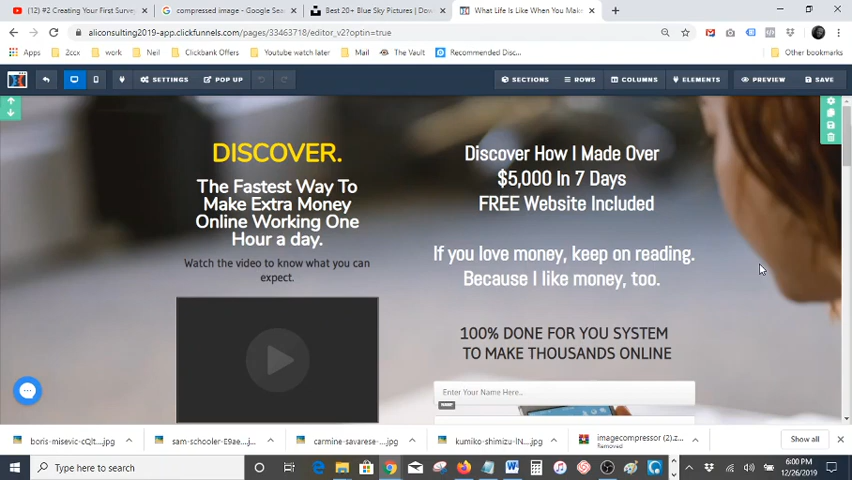 (12) #2 Creating Your First Surve
compressed image - Google Sea
Best 20+ Blue Sky Pictures | Dow
What Life Is Like When You Make
aliconsulting2019-app.clickfunnels.com/pages/33463718/editor_v2?optin=true
Apps
2ccx
work
Neil
Clickbank Offers
Youtube watch later
Me
The Vault
Recommended Disc...
Other bookmarks
SETTINGS
POP UP
SECTIONS
ROWS
COLUMNS
ELEMENTS
PREVIEW
SAVE
DISCOVER.
The Fastest Way To
Make Extra Money
Online Working One
Hour a day.
Watch the video to know what you can
expect.
Discover How I Made Over
$5,000 In 7 Days
FREE Website Included
If you love money, keep on reading.
Because I like money, too.
100% DONE FOR YOU SYSTEM
TO MAKE THOUSANDS ONLINE
Enter Your Name Here..
boris-misevic-cQ/t....jpg
sam-schooler-E9ae....jpg
carmine-savarese-....jpg
kumiko-shimizu-IN....jpg
imagecompressor (2).z...
Removed
Show all
Type here to search
6:00 PM
12/26/2019